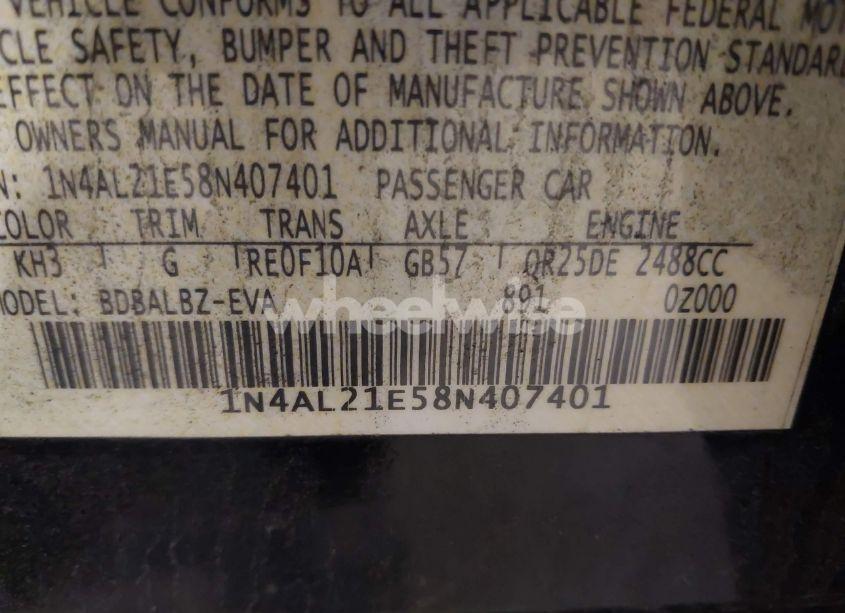 VEHICLE CONFORMS TO ALL APPLICABLE FEDERAL
CLE SAFETY, BUMPER AND THEFT PREVENTION STANDARD
EFFECT ON THE DATE OF MANUFACTURE SHOWN ABOVE.
OWNERS MANUAL FOR ADDITIONAL INFORMATION.
N: 1N4AL21E58N407401 PASSENGER CAR
COLOR TRIM TRANS AXLE ENGINE
KH3 G RE0F10A GB57 QR25DE 2488CC
MODEL: BDBALBZ-EVA 891 0Z000
wheelwise
1N4AL21E58N407401